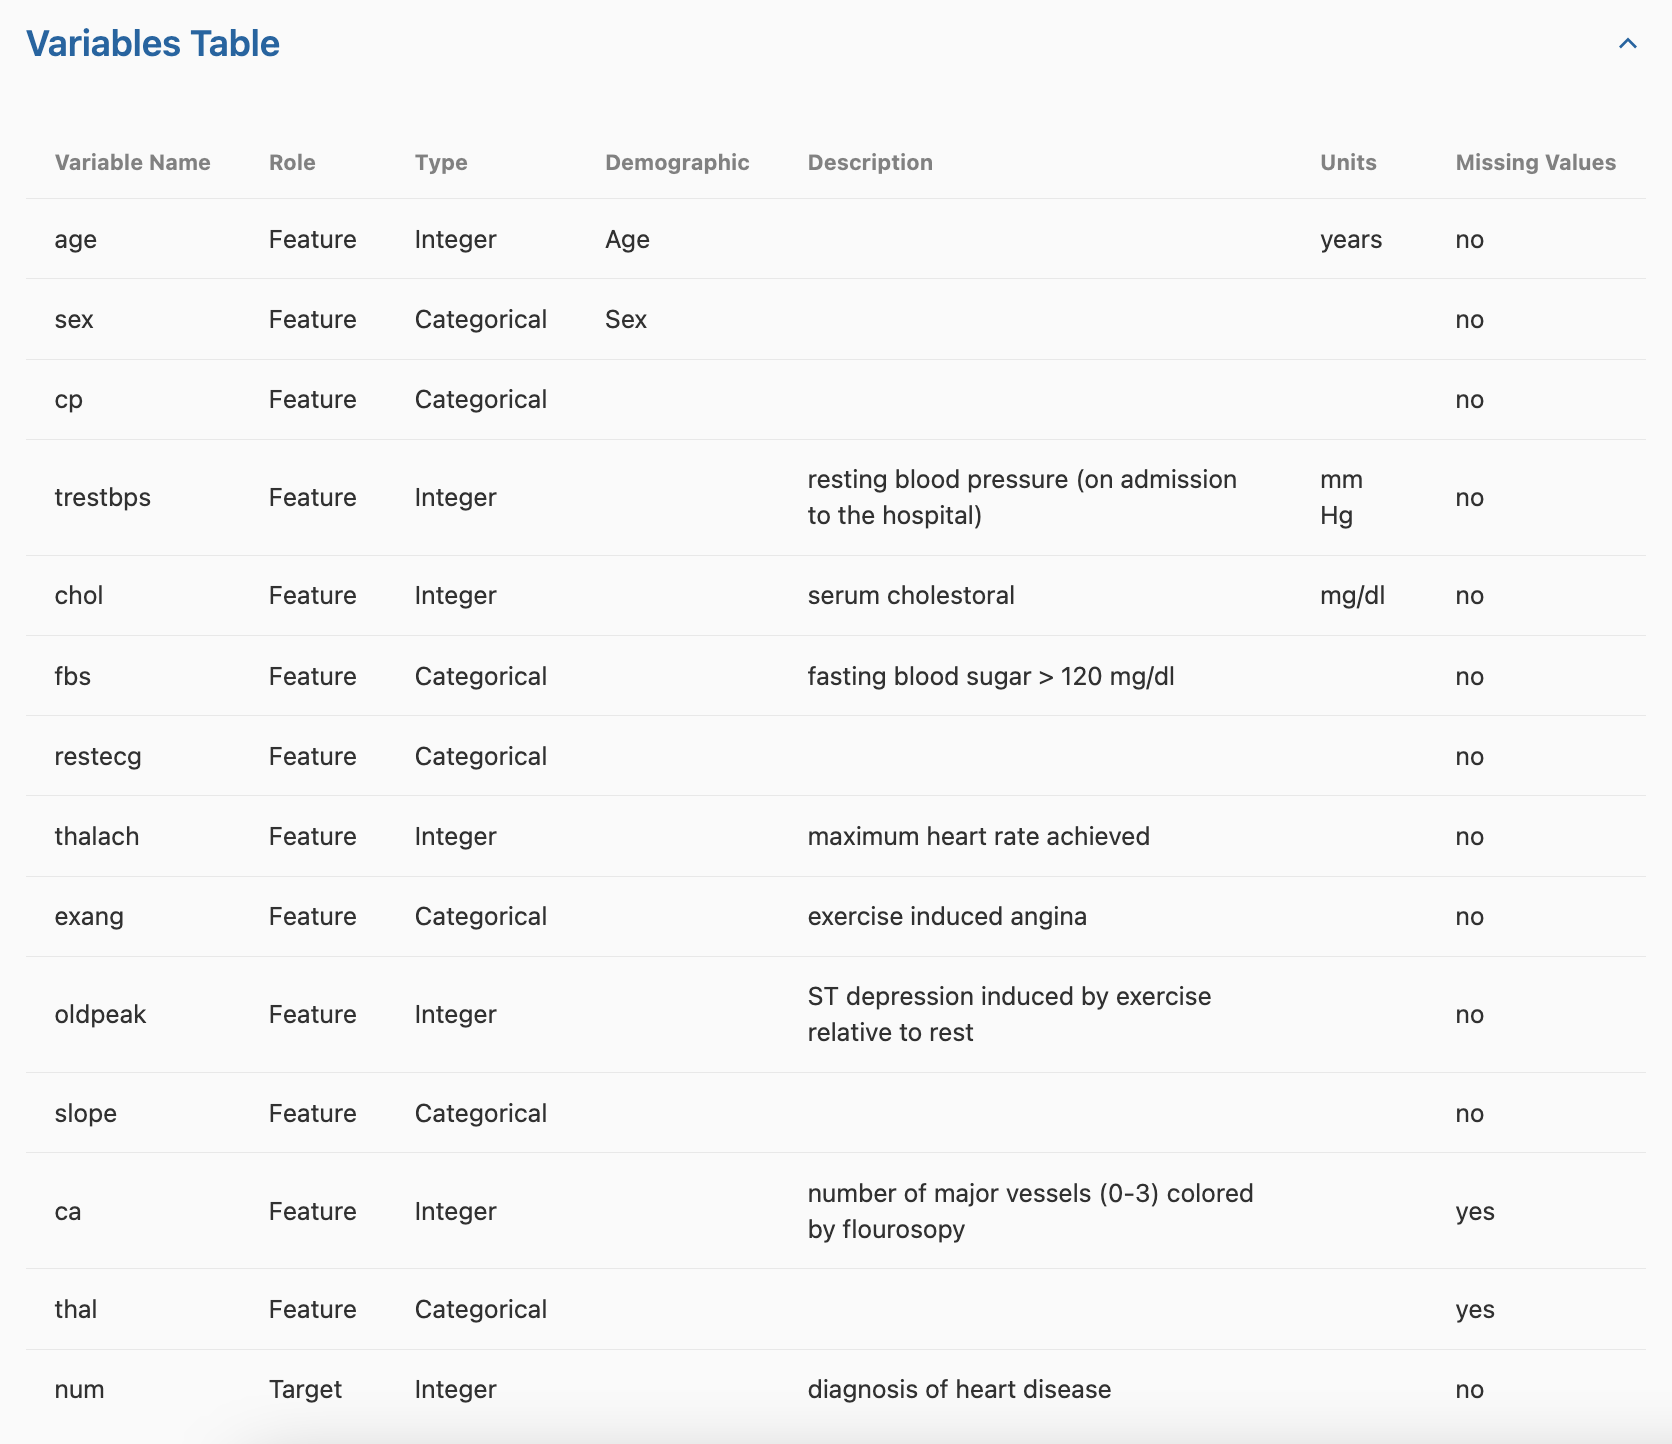 Variables Table
Variable Name Role Type Demographic Description Units Missing Values
age Feature Integer Age years no
sex Feature Categorical Sex no
cp Feature Categorical no
trestbps Feature Integer resting blood pressure (on admission to the hospital) mm Hg no
chol Feature Integer serum cholestoral mg/dl no
fbs Feature Categorical fasting blood sugar > 120 mg/dl no
restecg Feature Categorical no
thalach Feature Integer maximum heart rate achieved no
exang Feature Categorical exercise induced angina no
oldpeak Feature Integer ST depression induced by exercise relative to rest no
slope Feature Categorical no
ca Feature Integer number of major vessels (0-3) colored by flourosopy yes
thal Feature Categorical yes
num Target Integer diagnosis of heart disease no